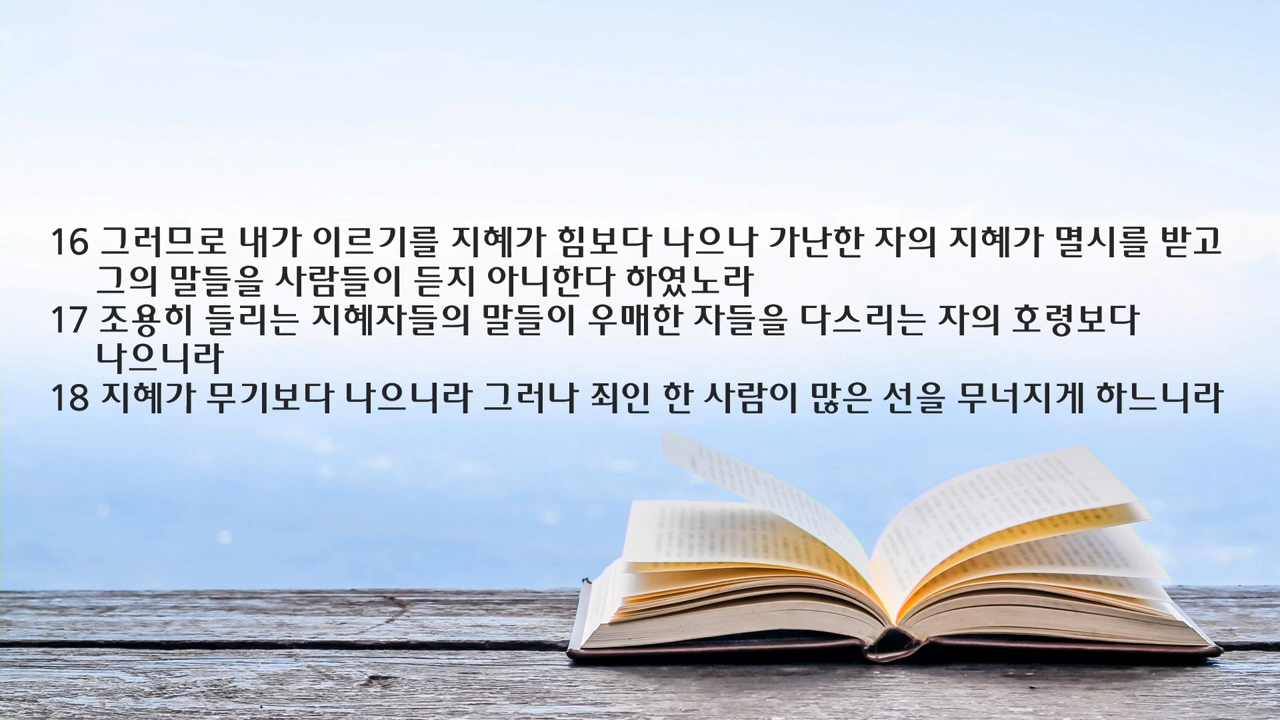 16 그러므로 내가 이르기를 지혜가 힘보다 나으나 가난한 자의 지혜가 멸시를 받고
그의 말들을 사람들이 듣지 아니한다 하였노라
17 조용히 들리는 지혜자들의 말들이 우매한 자들을 다스리는 자의 호령보다
나으니라
18 지혜가 무기보다 나으니라 그러나 죄인 한 사람이 많은 선을 무너지게 하느니라